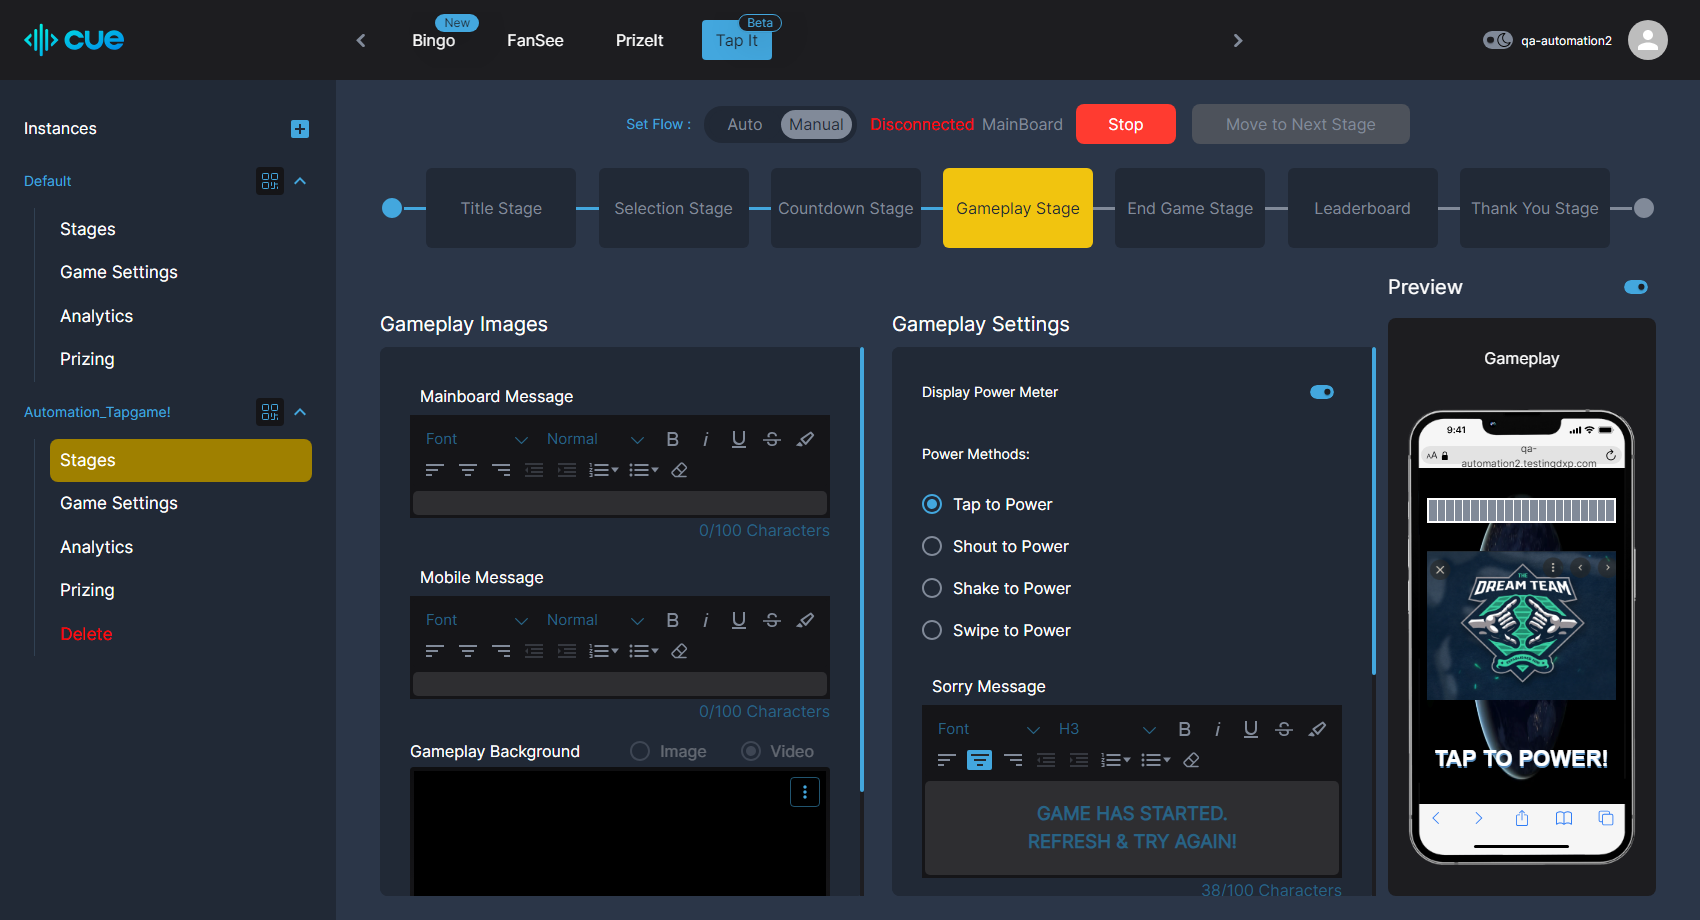 cue
New
Bingo
FanSee
PrizeIt
Beta
Tap It
qa-automation2
Instances
Default
Stages
Game Settings
Analytics
Prizing
Automation_Tapgame!
Stages
Game Settings
Analytics
Prizing
Delete
Set Flow :
Auto
Manual
Disconnected MainBoard
Stop
Move to Next Stage
Title Stage
Selection Stage
Countdown Stage
Gameplay Stage
End Game Stage
Leaderboard
Thank You Stage
Gameplay Images
Mainboard Message
Font
Normal
B i U S
0/100 Characters
Mobile Message
Font
Normal
B i U S
0/100 Characters
Gameplay Background
Image
Video
Gameplay Settings
Display Power Meter
Power Methods:
Tap to Power
Shout to Power
Shake to Power
Swipe to Power
Sorry Message
Font
H3
B i U S
GAME HAS STARTED.
REFRESH & TRY AGAIN!
38/100 Characters
Preview
Gameplay
9:41
AA
qa-
automation2.testingdxp.com
THE
DREAM TEAM
TAP TO POWER!